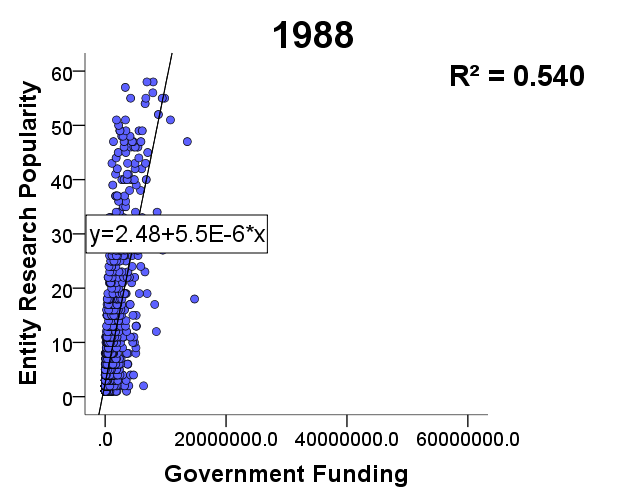 1988
R² = 0.540
Entity Research Popularity
60
50
40
30
20
10
0
y=2.48+5.5E-6*x
.0 20000000.0 40000000.0 60000000.0
Government Funding